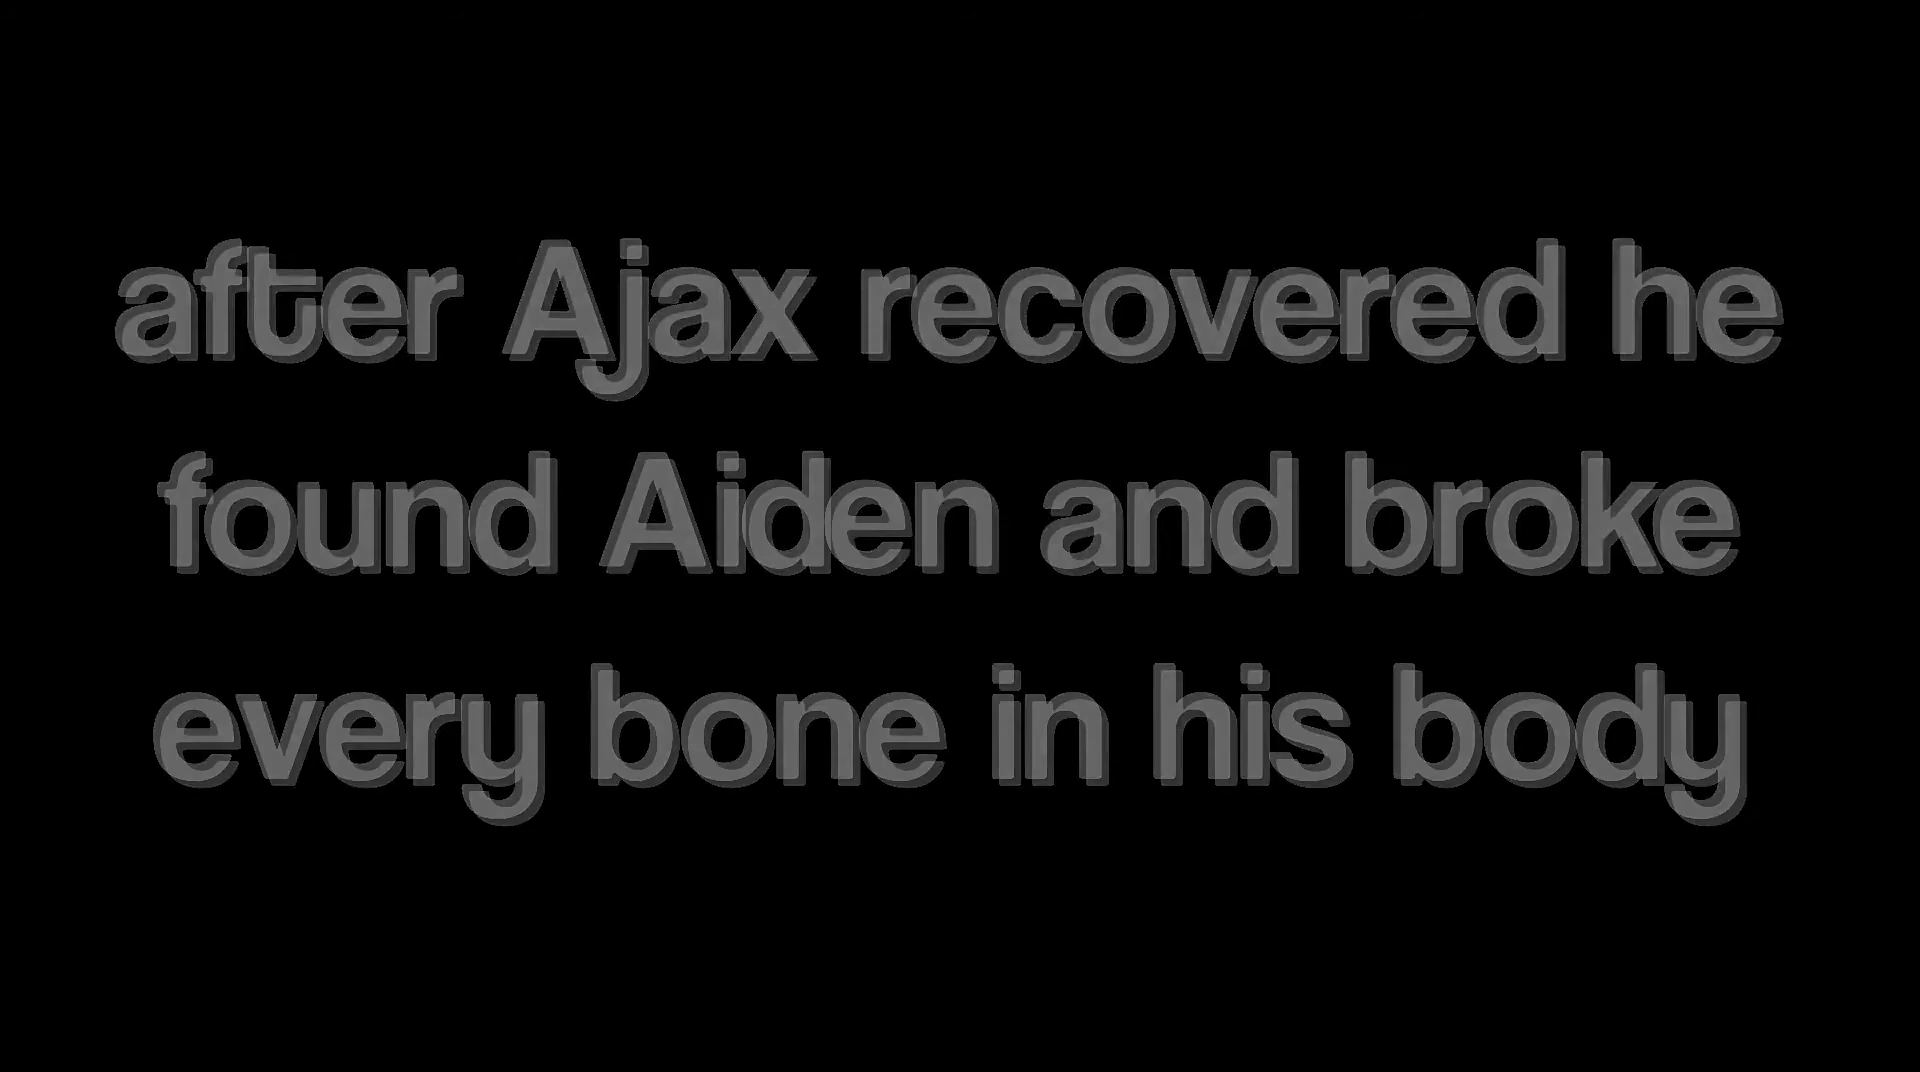 after Ajax recovered he
found Aiden and broke
every bone in his body